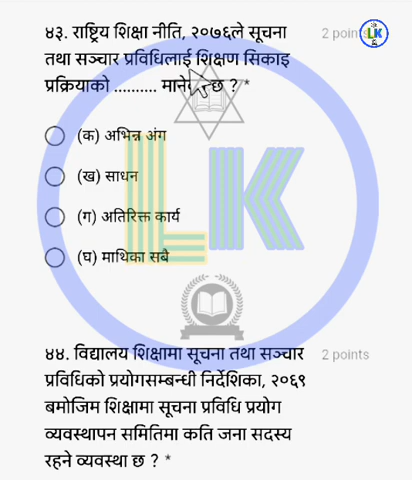 ४३. राष्ट्रिय शिक्षा नीति, २०७६ले सूचना
2 points
तथा सञ्चार प्रविधिलाई शिक्षण सिकाइ
प्रक्रियाको .......... छ ? *
(क) अभिन्न अंग
(ख) साधन
(ग) अतिरिक्त कार्य
(घ) माथिका सबै
LK
LK
४४. विद्यालय शिक्षामा सूचना तथा सञ्चार
2 points
प्रविधिको प्रयोगसम्बन्धी निर्देशिका, २०६९
बमोजिम शिक्षामा सूचना प्रविधि प्रयोग
व्यवस्थापन समितिमा कति जना सदस्य
रहने व्यवस्था छ ? *